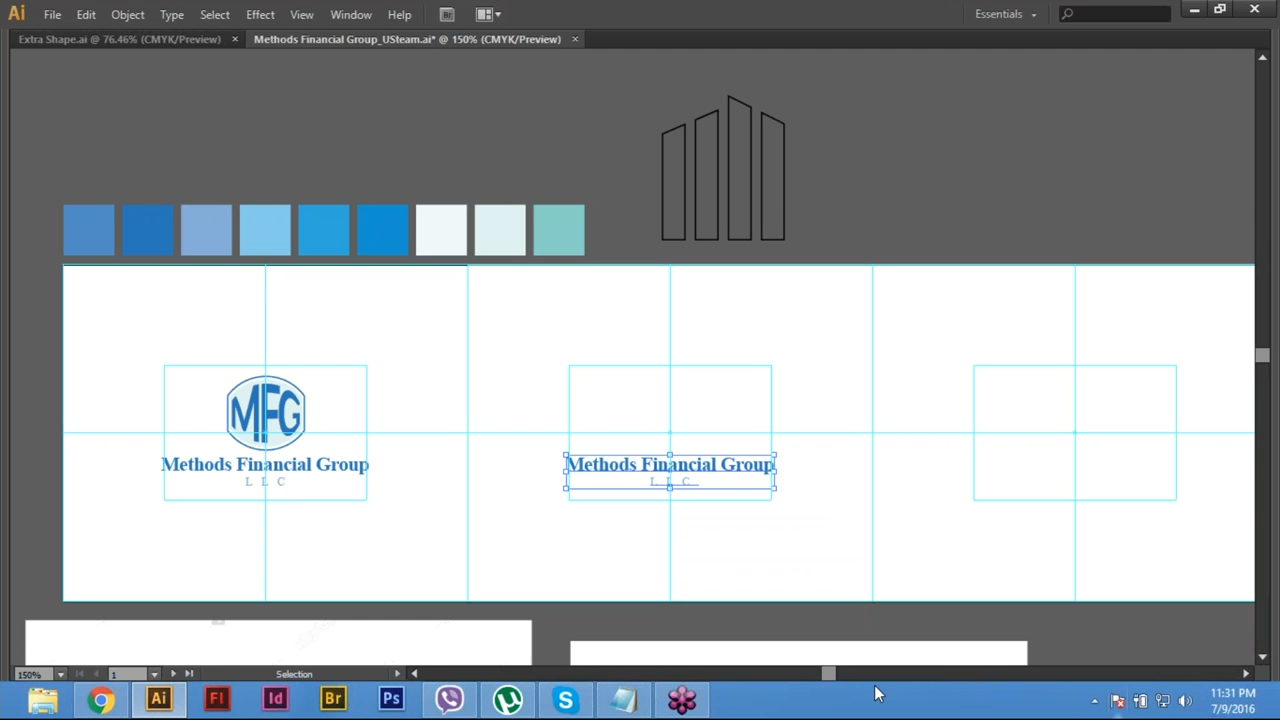 Ai File Edit Object Type Select Effect View Window Help Br Essentials
Extra Shape.ai @ 76.46% (CMYK/Preview) Methods Financial Group_USteam.ai* @ 150% (CMYK/Preview)
MFG
Methods Financial Group
L L C
Methods Financial Group
L L C
150% 1 Selection
Ai Fl Id Br Ps
11:31 PM
7/9/2016